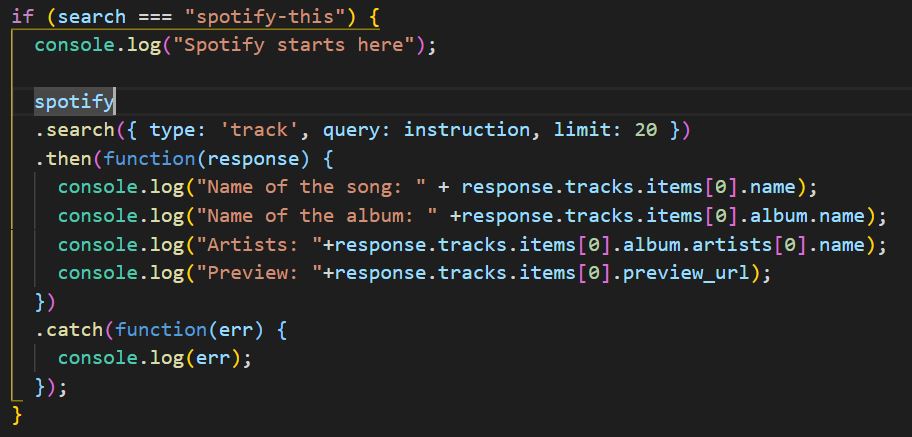 if (search === "spotify-this") {
  console.log("Spotify starts here");
  spotify
  .search({ type: 'track', query: instruction, limit: 20 })
  .then(function(response) {
    console.log("Name of the song: " + response.tracks.items[0].name);
    console.log("Name of the album: " +response.tracks.items[0].album.name);
    console.log("Artists: "+response.tracks.items[0].album.artists[0].name);
    console.log("Preview: "+response.tracks.items[0].preview_url);
  })
  .catch(function(err) {
    console.log(err);
  });
}